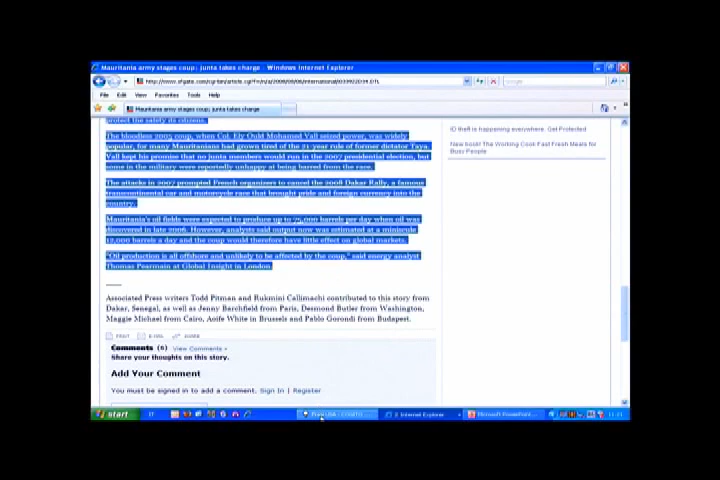 Mauritania army stages coup; junta takes charge - Windows Internet Explorer
File Edit View Favorites Tools Help
Mauritania army stages coup; junta takes charge
protect the safety its citizens.
The bloodless 2005 coup, when Col. Ely Ould Mohamed Vall seized power, was widely
popular, for many Mauritanians had grown tired of the 21-year rule of former dictator Taya.
Vall kept his promise that no junta members would run in the 2007 presidential election, but
some in the military were reportedly unhappy at being barred from the race.
The attacks in 2007 prompted French organizers to cancel the 2008 Dakar Rally, a famous
transcontinental car and motorcycle race that brought pride and foreign currency into the
country.
Mauritania's oil fields were expected to produce up to 75,000 barrels per day when oil was
discovered in late 2006. However, analysts said output now was estimated at a miniscule
12,000 barrels a day and the coup would therefore have little effect on global markets.
"Oil production is all offshore and unlikely to be affected by the coup," said energy analyst
Thomas Pearmain at Global Insight in London.
Associated Press writers Todd Pitman and Rukmini Callimachi contributed to this story from
Dakar, Senegal, as well as Jenny Barchfield from Paris, Desmond Butler from Washington,
Maggie Michael from Cairo, Aoife White in Brussels and Pablo Gorondi from Budapest.
Comments (6) View Comments »
Share your thoughts on this story.
Add Your Comment
You must be signed in to add a comment. Sign In | Register
ID theft is happening everywhere. Get Protected
New book! The Working Cook Fast Fresh Meals for
Busy People
start IT 2 Internet Explorer Microsoft PowerPoint...